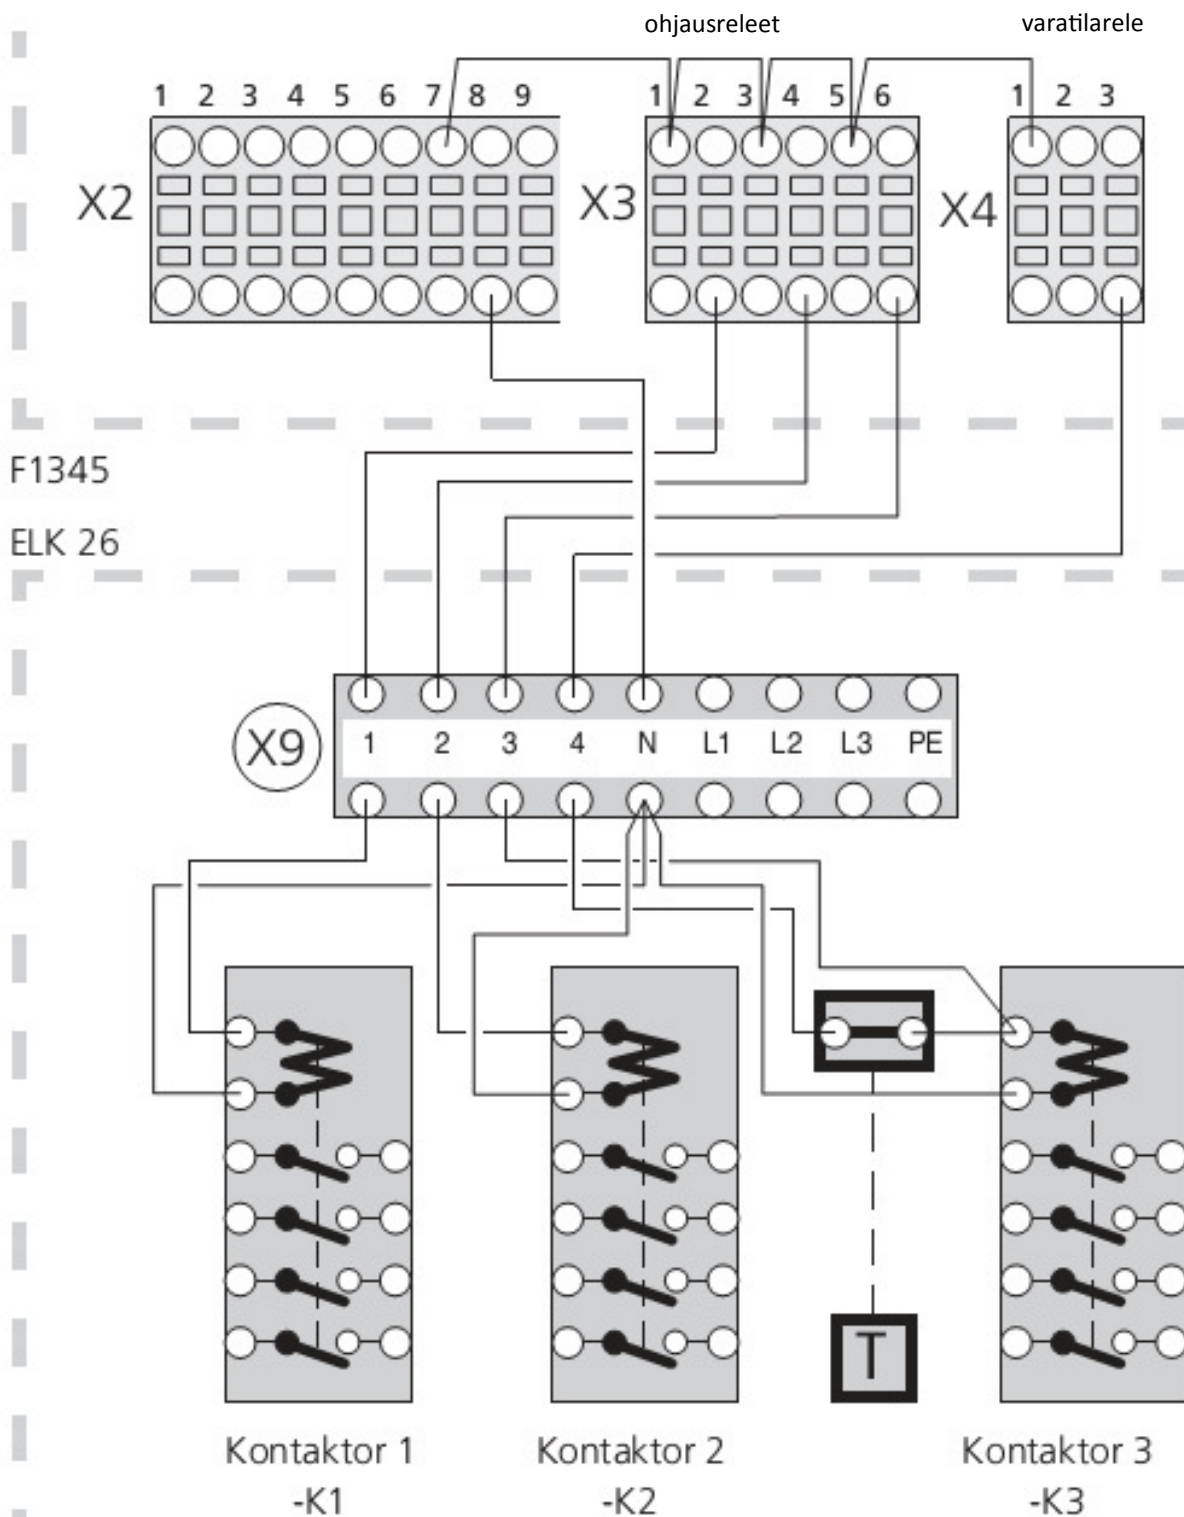 ohjausreleet
varatilarele
1 2 3 4 5 6 7 8 9
1 2 3 4 5 6
1 2 3
X2
X3
X4
F1345
ELK 26
X9
1 2 3 4 N L1 L2 L3 PE
T
Kontaktor 1
-K1
Kontaktor 2
-K2
Kontaktor 3
-K3